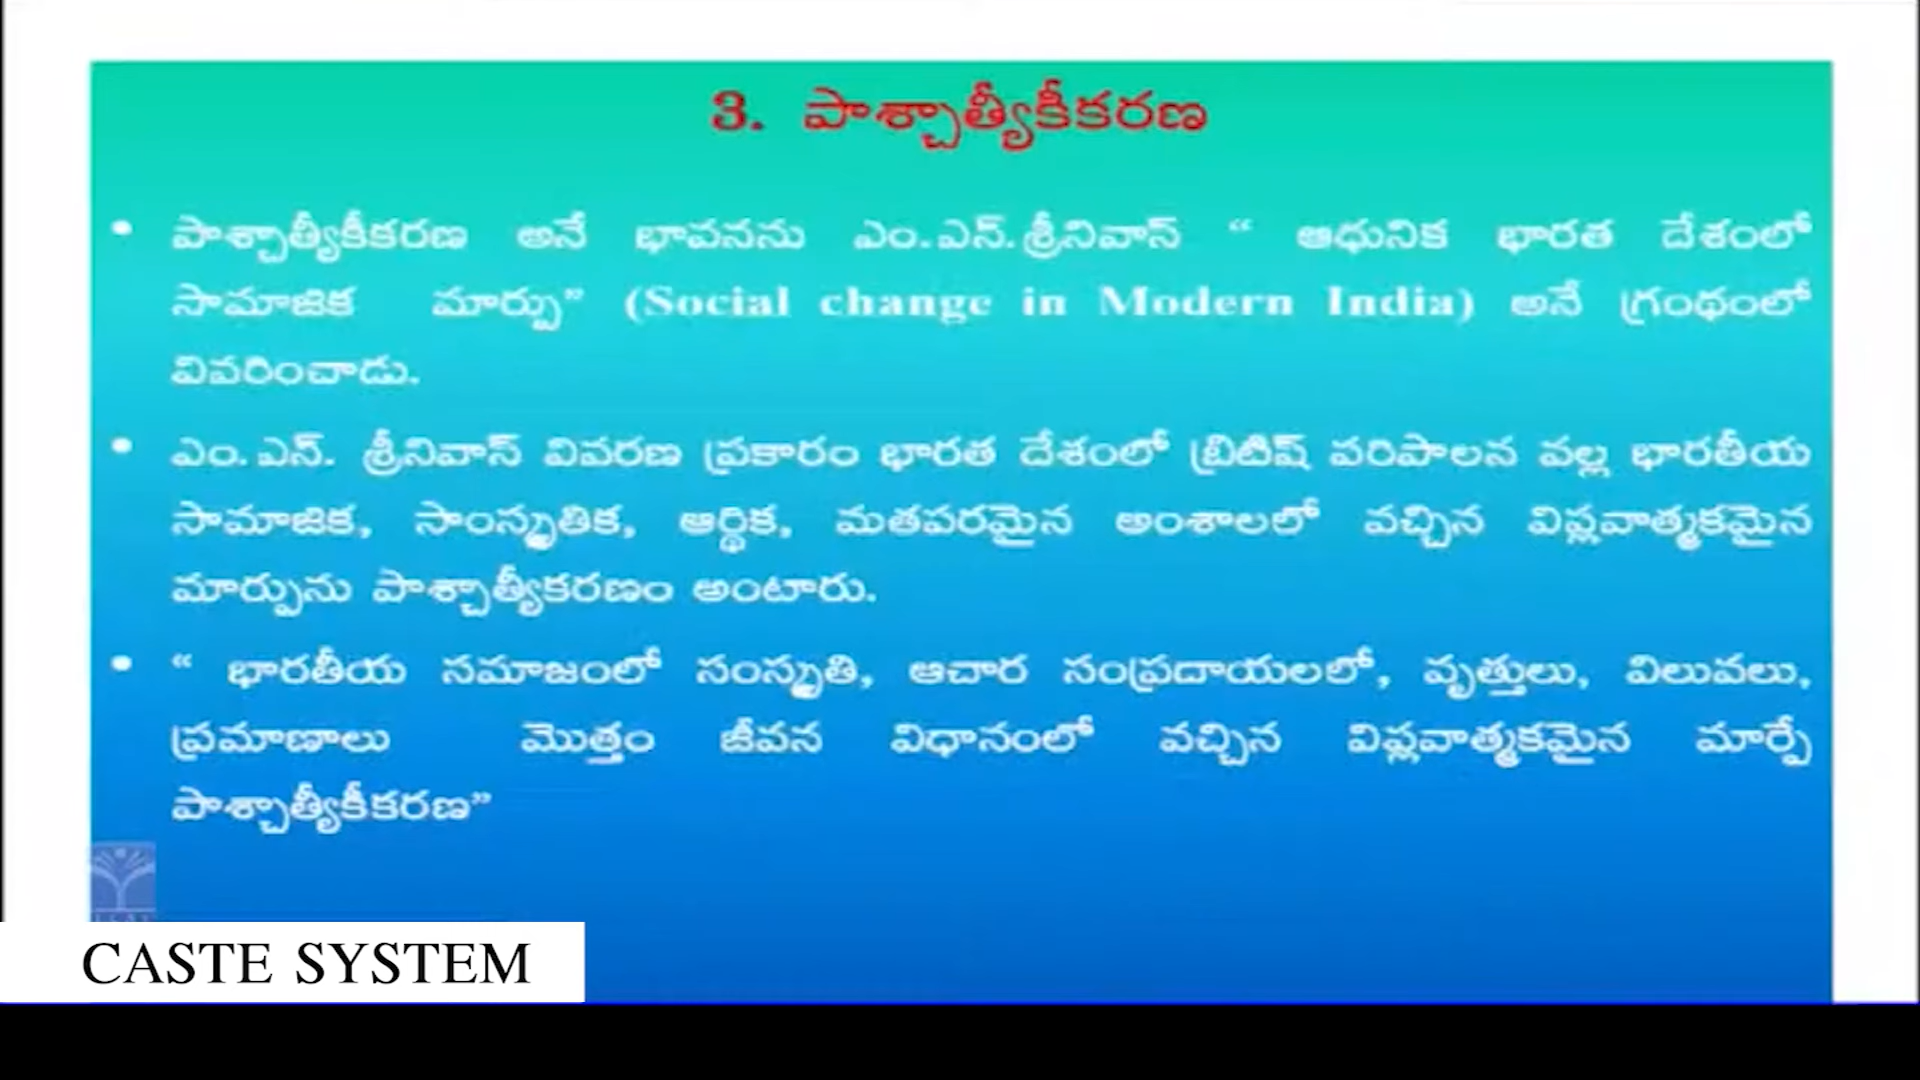 3. పాశ్చాత్యీకీకరణ
• పాశ్చాత్యీకీకరణ అనే భావనను ఎం.ఎన్.శ్రీనివాస్ “ ఆధునిక భారత దేశంలో
సామాజిక మార్పు” (Social change in Modern India) అనే గ్రంథంలో
వివరించాడు.
• ఎం.ఎన్. శ్రీనివాస్ వివరణ ప్రకారం భారత దేశంలో బ్రిటిష్ పరిపాలన వల్ల భారతీయ
సామాజిక, సాంస్కృతిక, ఆర్థిక, మతపరమైన అంశాలలో వచ్చిన విప్లవాత్మకమైన
మార్పును పాశ్చాత్యీకరణం అంటారు.
• “ భారతీయ సమాజంలో సంస్కృతి, ఆచార సంప్రదాయలలో, వృత్తులు, విలువలు,
ప్రమాణాలు మొత్తం జీవన విధానంలో వచ్చిన విప్లవాత్మకమైన మార్పే
పాశ్చాత్యీకీకరణ”
CASTE SYSTEM